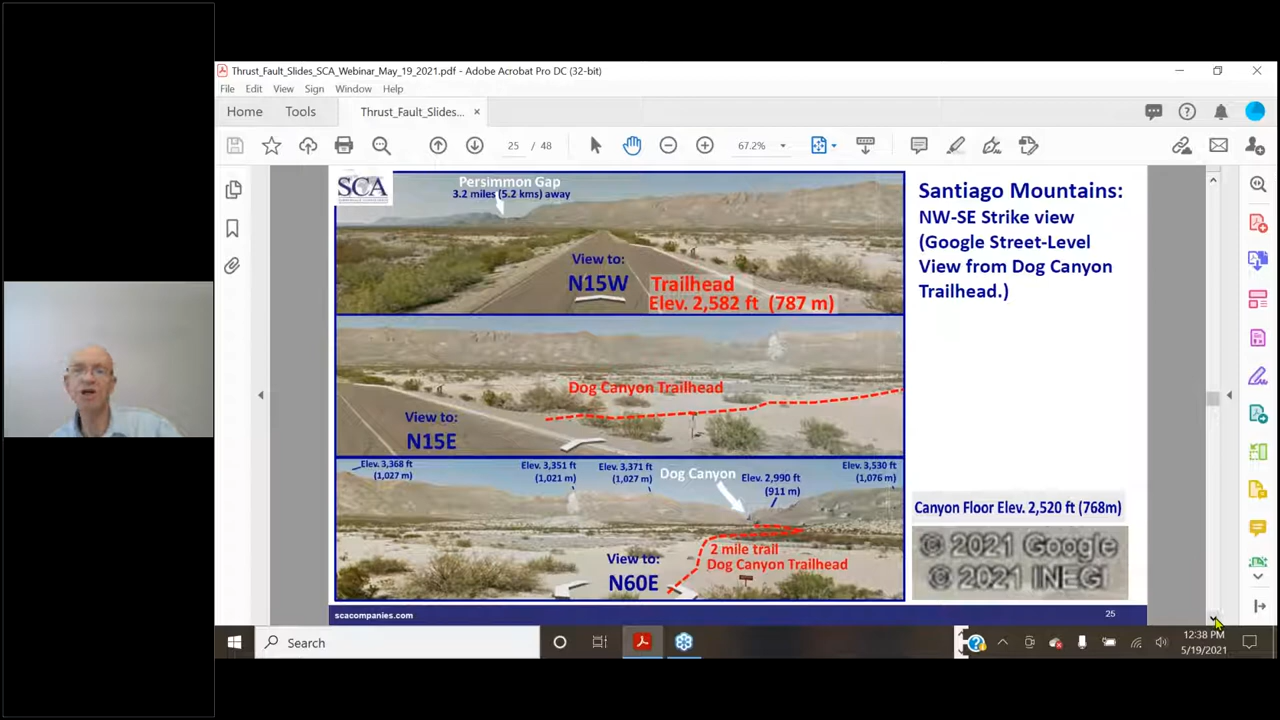 Thrust_Fault_Slides_SCA_Webinar_May_19_2021.pdf - Adobe Acrobat Pro DC (32-bit)
File Edit View Sign Window Help
Home Tools Thrust_Fault_Slides...
25 / 48
67.2%
SCA
Persimmon Gap
3.2 miles (5.2 kms) away
View to:
N15W
Trailhead
Elev. 2,582 ft (787 m)
Dog Canyon Trailhead
View to:
N15E
Elev. 3,368 ft
(1,027 m)
Elev. 3,351 ft
(1,021 m)
Elev. 3,371 ft
(1,027 m)
Dog Canyon
Elev. 2,990 ft
(911 m)
Elev. 3,530 ft
(1,076 m)
2 mile trail
Dog Canyon Trailhead
View to:
N60E
Santiago Mountains:
NW-SE Strike view
(Google Street-Level
View from Dog Canyon
Trailhead.)
Canyon Floor Elev. 2,520 ft (768m)
© 2021 Google
© 2021 INEGI
scacompanies.com
25
Search
12:38 PM
5/19/2021